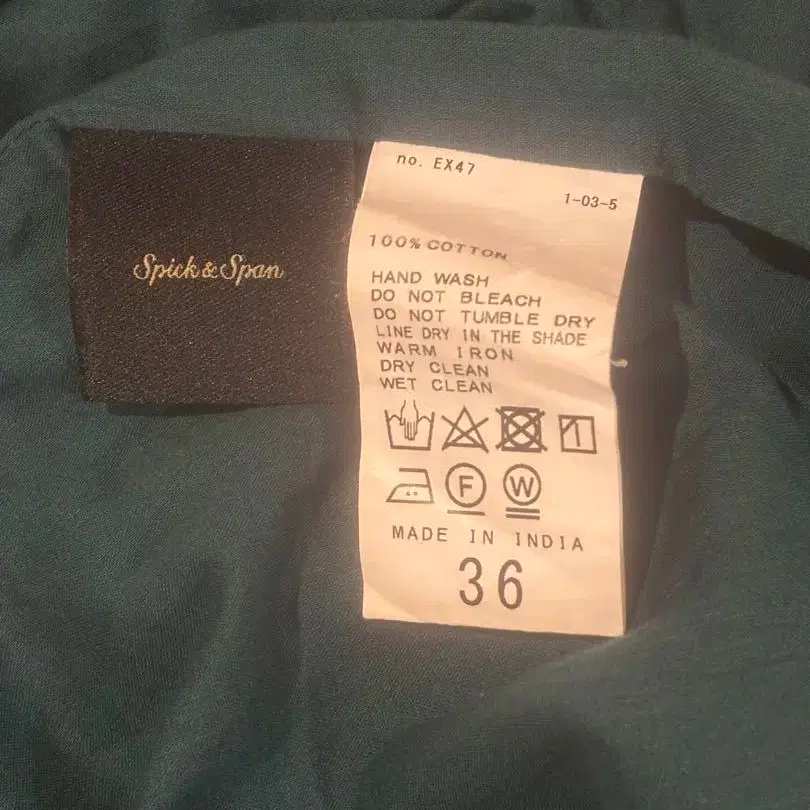 Spick & Span
no. EX47
1-03-5
100% COTTON
HAND WASH
DO NOT BLEACH
DO NOT TUMBLE DRY
LINE DRY IN THE SHADE
WARM IRON
DRY CLEAN
WET CLEAN
F W
MADE IN INDIA
36